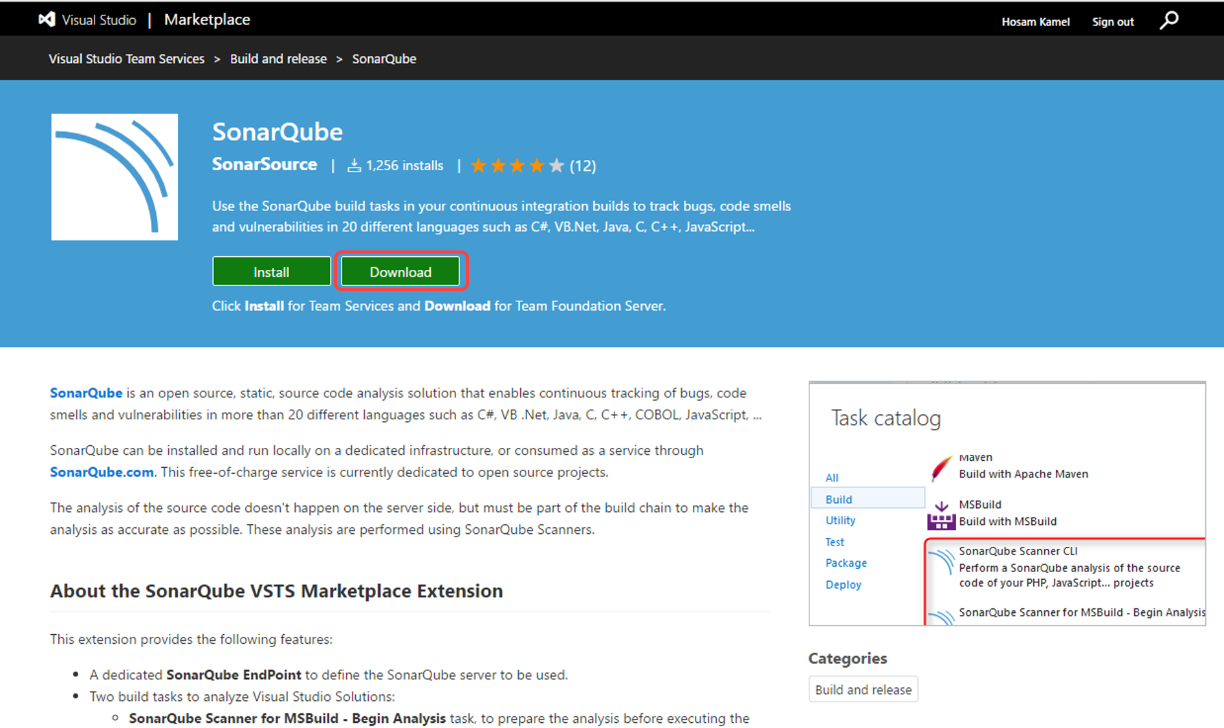 Visual Studio | Marketplace
Hosam Kamel Sign out
Visual Studio Team Services > Build and release > SonarQube
SonarQube
SonarSource | 1,256 installs | (12)
Use the SonarQube build tasks in your continuous integration builds to track bugs, code smells
and vulnerabilities in 20 different languages such as C#, VB.Net, Java, C, C++, JavaScript...
Install Download
Click Install for Team Services and Download for Team Foundation Server.
SonarQube is an open source, static, source code analysis solution that enables continuous tracking of bugs, code
smells and vulnerabilities in more than 20 different languages such as C#, VB .Net, Java, C, C++, COBOL, JavaScript, ...
SonarQube can be installed and run locally on a dedicated infrastructure, or consumed as a service through
SonarQube.com. This free-of-charge service is currently dedicated to open source projects.
The analysis of the source code doesn't happen on the server side, but must be part of the build chain to make the
analysis as accurate as possible. These analysis are performed using SonarQube Scanners.
About the SonarQube VSTS Marketplace Extension
This extension provides the following features:
• A dedicated SonarQube EndPoint to define the SonarQube server to be used.
• Two build tasks to analyze Visual Studio Solutions:
○ SonarQube Scanner for MSBuild - Begin Analysis task, to prepare the analysis before executing the
Task catalog
All
Build
Utility
Test
Package
Deploy
Maven
Build with Apache Maven
MSBuild
Build with MSBuild
SonarQube Scanner CLI
Perform a SonarQube analysis of the source
code of your PHP, JavaScript... projects
SonarQube Scanner for MSBuild - Begin Analysis
Categories
Build and release